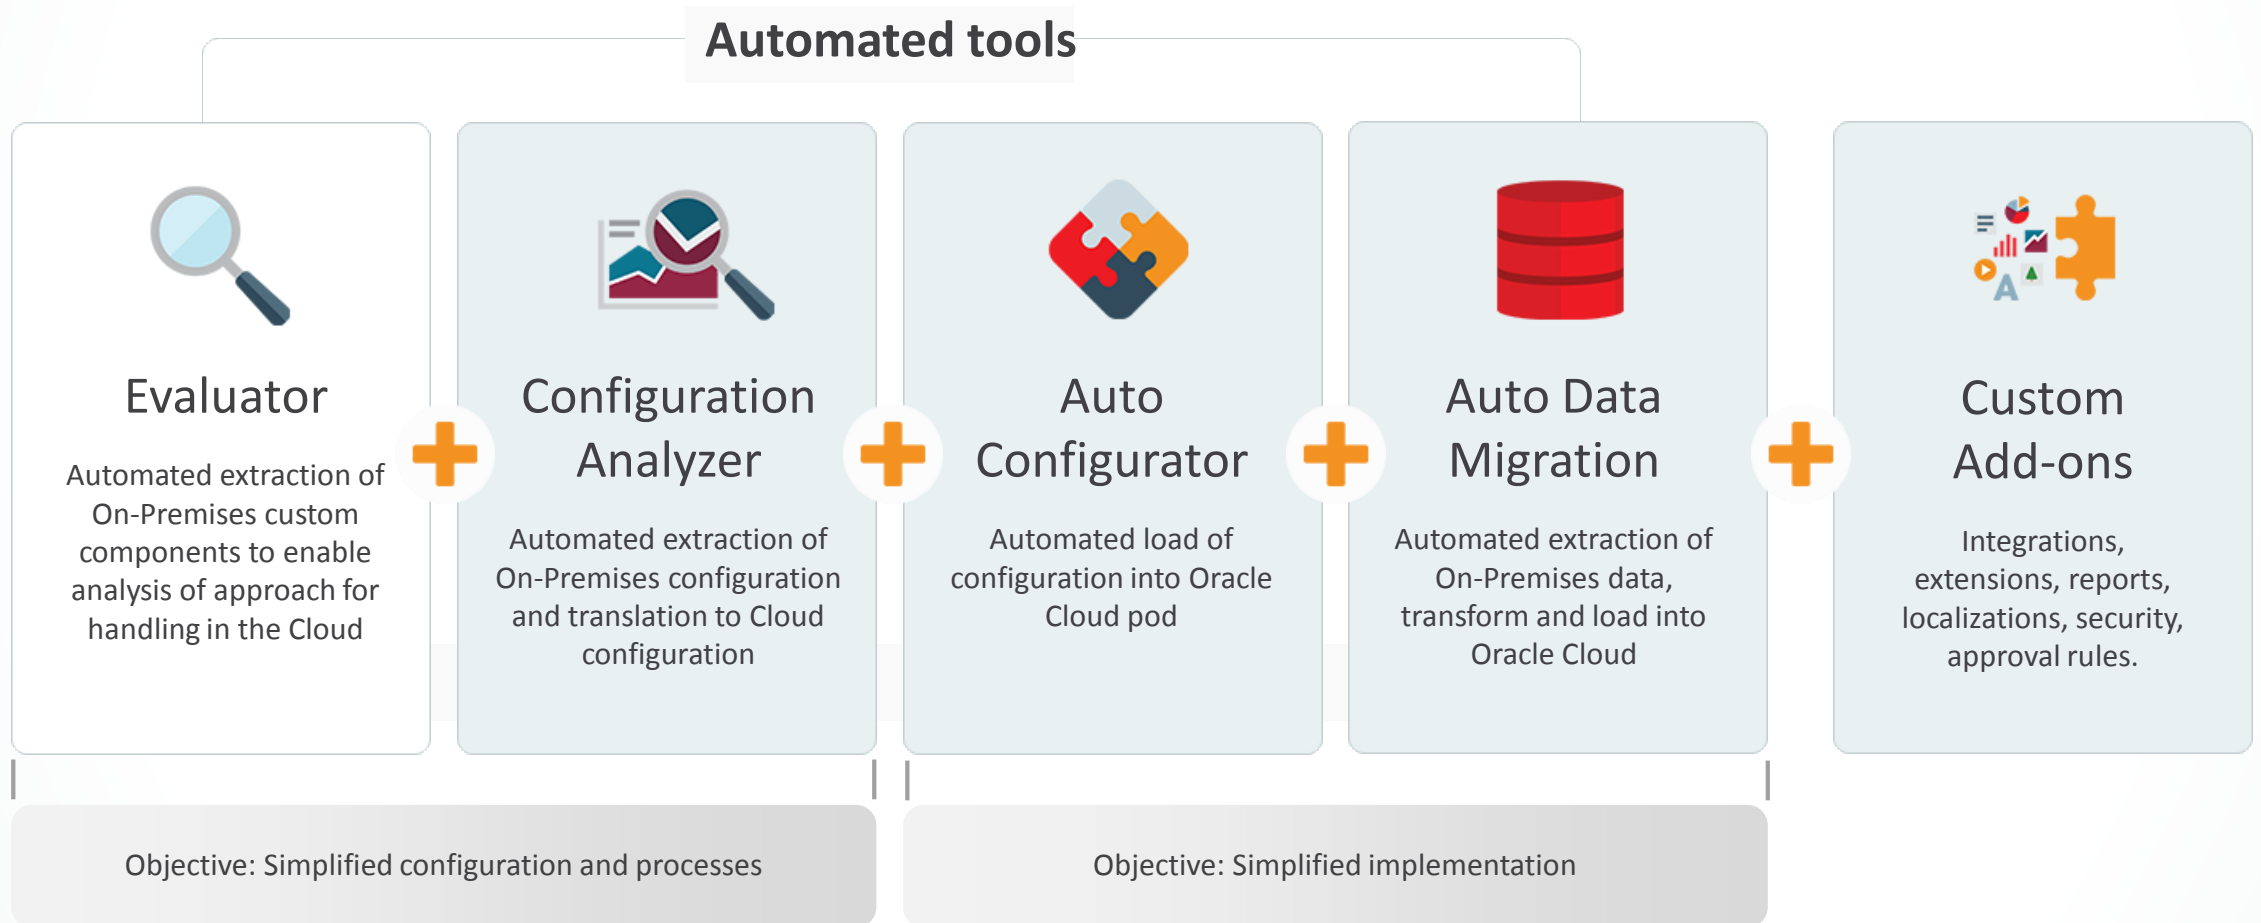 Automated tools
Evaluator
Automated extraction of
On-Premises custom
components to enable
analysis of approach for
handling in the Cloud
Configuration
Analyzer
Automated extraction of
On-Premises configuration
and translation to Cloud
configuration
Auto
Configurator
Automated load of
configuration into Oracle
Cloud pod
Auto Data
Migration
Automated extraction of
On-Premises data,
transform and load into
Oracle Cloud
Custom
Add-ons
Integrations,
extensions, reports,
localizations, security,
approval rules.
Objective: Simplified configuration and processes
Objective: Simplified implementation